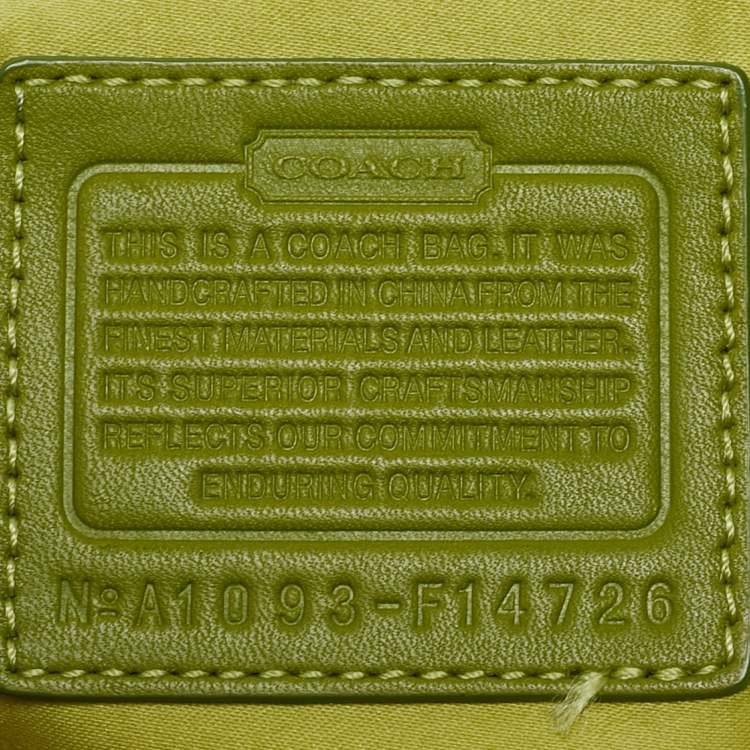 COACH
THIS IS A COACH BAG. IT WAS
HANDCRAFTED IN CHINA FROM THE
FINEST MATERIALS AND LEATHER.
ITS SUPERIOR CRAFTSMANSHIP
REFLECTS OUR COMMITMENT TO
ENDURING QUALITY.
No A1093-F14726